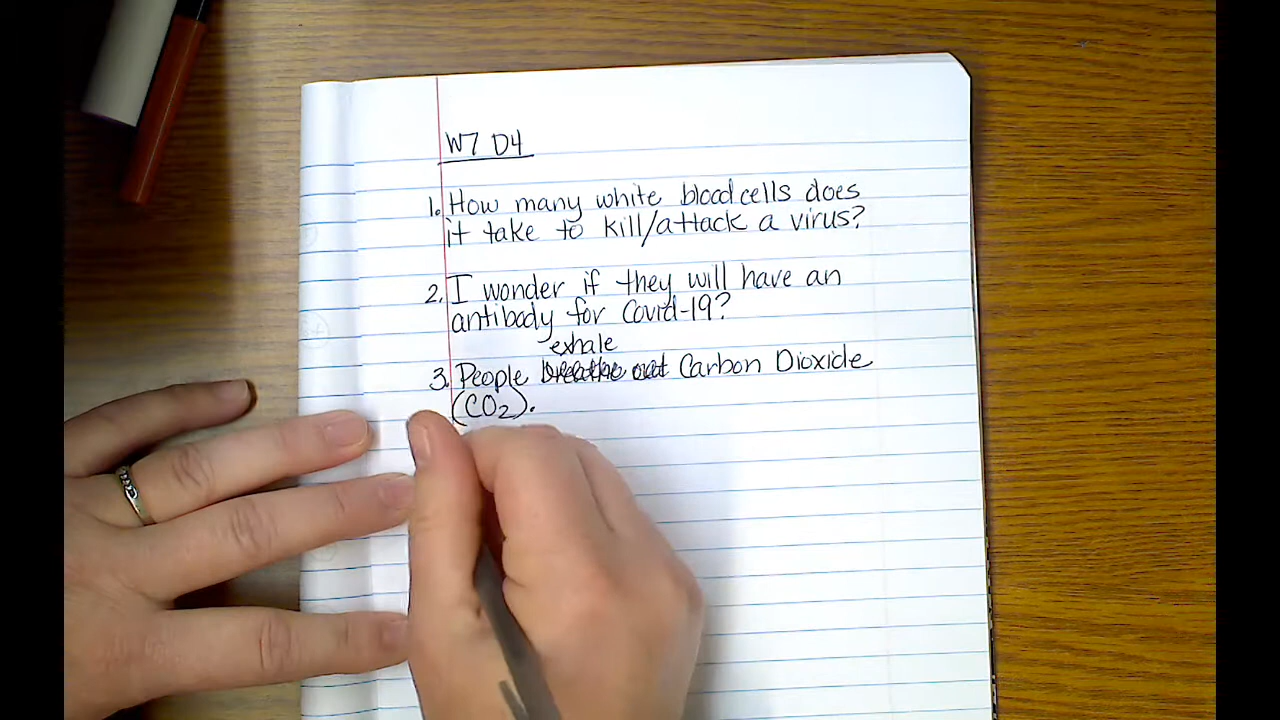 W7 D4
1. How many white blood cells does
it take to kill/attack a virus?
2. I wonder if they will have an
antibody for Covid-19?
exhale
3. People breathe out Carbon Dioxide
(CO₂).